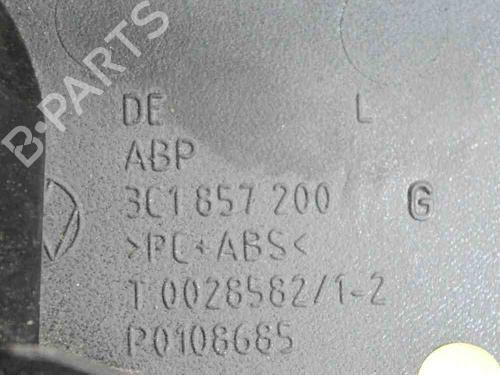 DE L
ABP
3C1 857 200 G
>PC+ABS<
T.0028582/1-2
P0108685
B-PARTS